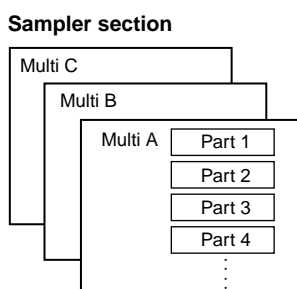 Sampler section
Multi C
Multi B
Multi A
Part 1
Part 2
Part 3
Part 4